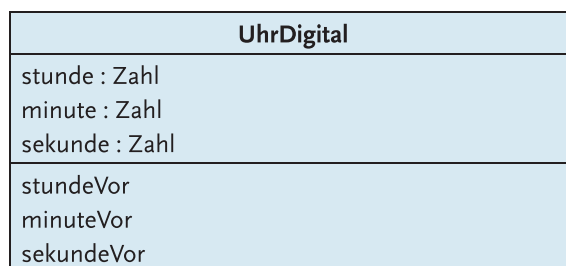 UhrDigital
stunde : Zahl
minute : Zahl
sekunde : Zahl
stundeVor
minuteVor
sekundeVor